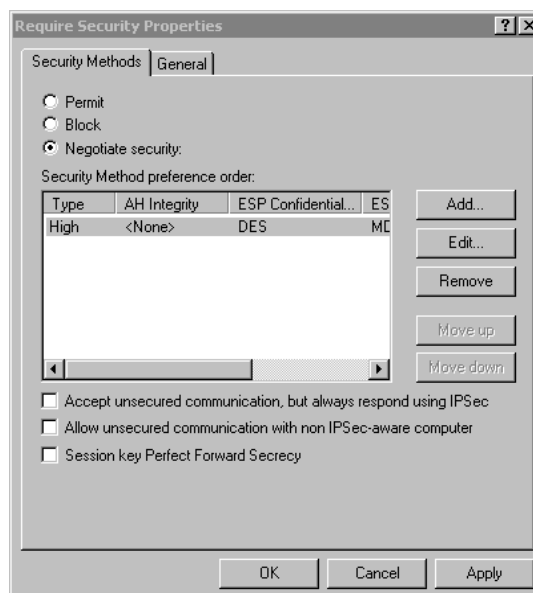 Require Security Properties
Security Methods General
Permit
Block
Negotiate security:
Security Method preference order:
Type AH Integrity ESP Confidential... ES
High <None> DES MD
Add...
Edit...
Remove
Move up
Move down
Accept unsecured communication, but always respond using IPSec
Allow unsecured communication with non IPSec-aware computer
Session key Perfect Forward Secrecy
OK Cancel Apply